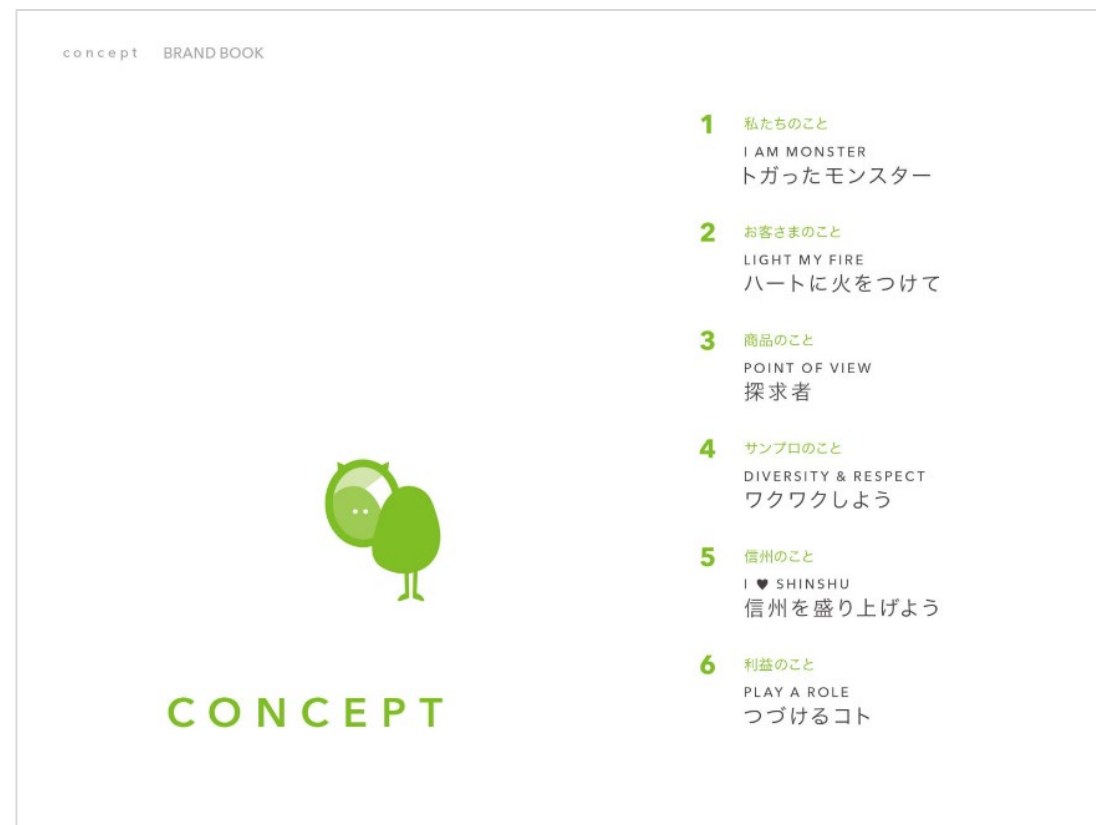 concept BRAND BOOK
CONCEPT
1 私たちのこと
I AM MONSTER
トガったモンスター
2 お客さまのこと
LIGHT MY FIRE
ハートに火をつけて
3 商品のこと
POINT OF VIEW
探求者
4 サンプロのこと
DIVERSITY & RESPECT
ワクワクしよう
5 信州のこと
I ♥ SHINSHU
信州を盛り上げよう
6 利益のこと
PLAY A ROLE
つづけるコト